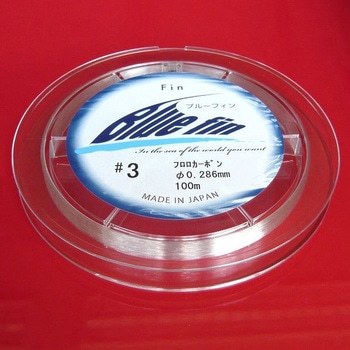 Fin
ブルーフィン
Blue fin
In the sea of the world you want
#3
フロロカーボン
φ0.286mm
100m
MADE IN JAPAN